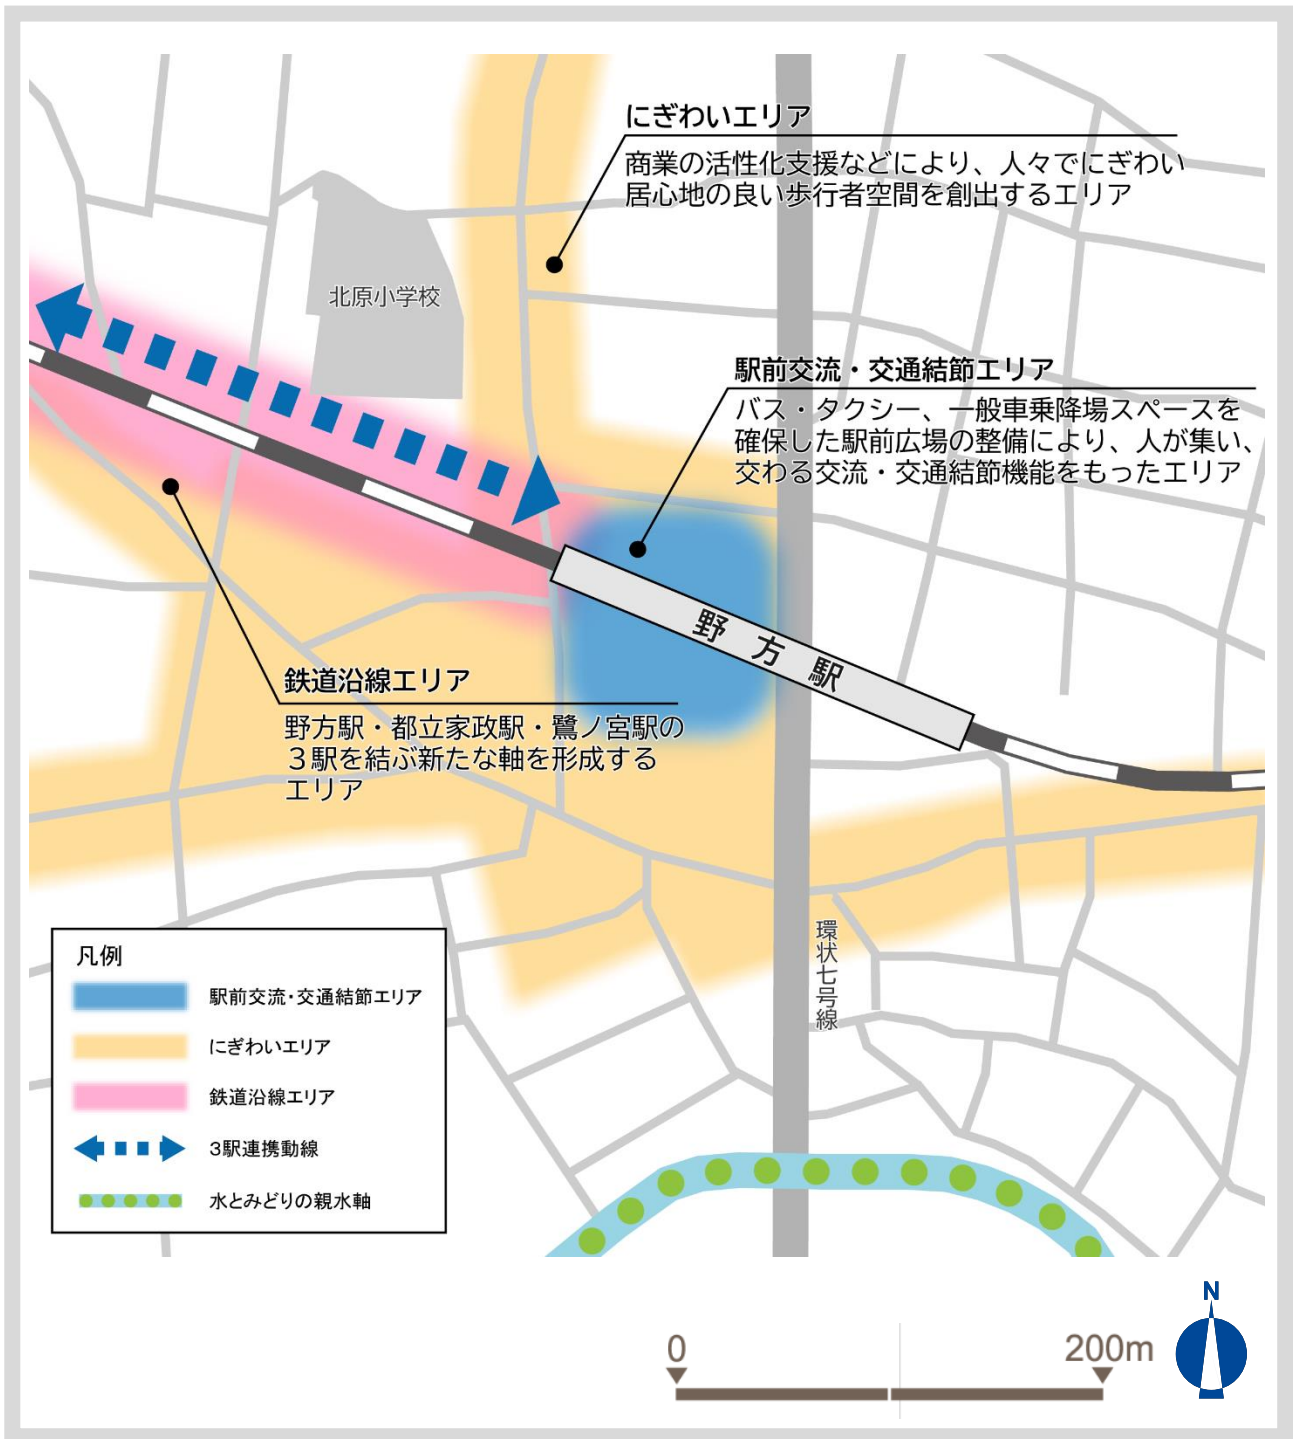 にぎわいエリア
商業の活性化支援などにより、人々でにぎわい
居心地の良い歩行者空間を創出するエリア
北原小学校
駅前交流・交通結節エリア
バス・タクシー、一般車乗降場スペースを
確保した駅前広場の整備により、人が集い、
交わる交流・交通結節機能をもったエリア
野方駅
鉄道沿線エリア
野方駅・都立家政駅・鷺ノ宮駅の
３駅を結ぶ新たな軸を形成する
エリア
環状七号線
凡例
駅前交流・交通結節エリア
にぎわいエリア
鉄道沿線エリア
3駅連携動線
水とみどりの親水軸
N
0
200m